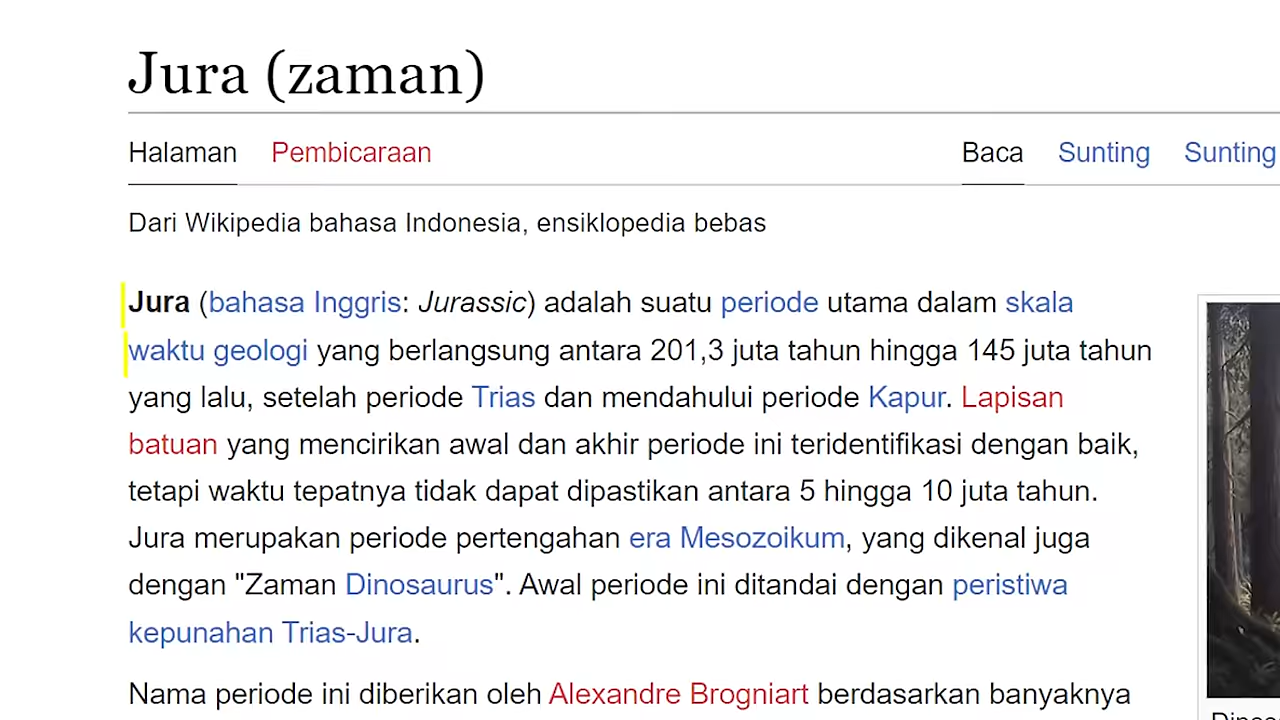 Jura (zaman)
Halaman Pembicaraan Baca Sunting Sunting
Dari Wikipedia bahasa Indonesia, ensiklopedia bebas
Jura (bahasa Inggris: Jurassic) adalah suatu periode utama dalam skala
waktu geologi yang berlangsung antara 201,3 juta tahun hingga 145 juta tahun
yang lalu, setelah periode Trias dan mendahului periode Kapur. Lapisan
batuan yang mencirikan awal dan akhir periode ini teridentifikasi dengan baik,
tetapi waktu tepatnya tidak dapat dipastikan antara 5 hingga 10 juta tahun.
Jura merupakan periode pertengahan era Mesozoikum, yang dikenal juga
dengan "Zaman Dinosaurus". Awal periode ini ditandai dengan peristiwa
kepunahan Trias-Jura.
Nama periode ini diberikan oleh Alexandre Brogniart berdasarkan banyaknya